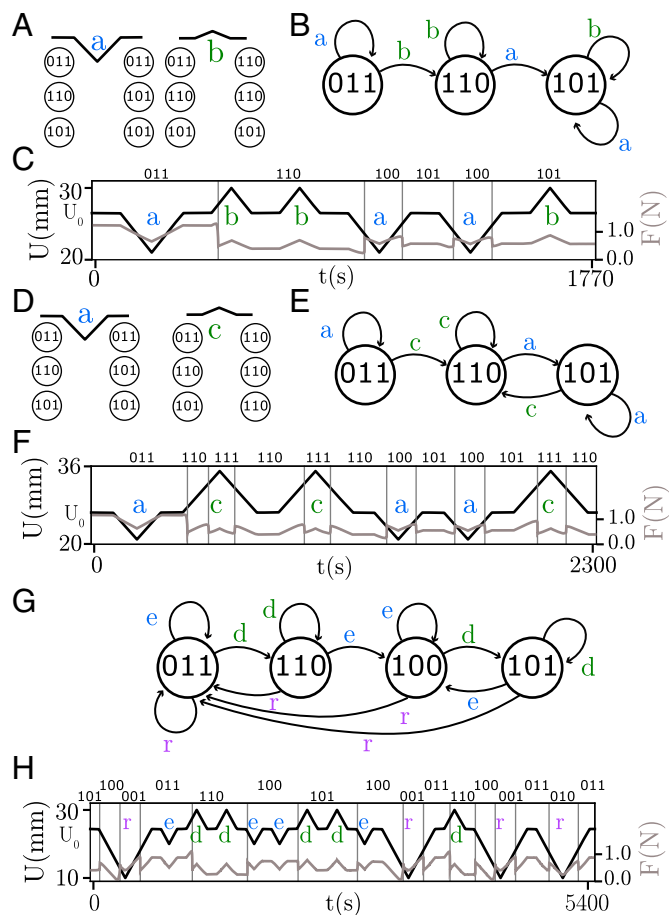 A
a
b
011 011 011 110
110 101 110 110
101 101 101 101
B
a b b a b a
011 110 101
C
011 110 100 101 100 101
30
U₀
20
U(mm)
a b b a a b
1.0
0.0
F(N)
0 1770
t(s)
D
a
c
011 011 011 110
110 101 110 110
101 101 101 110
E
a c c a c a
011 110 101
F
011 110 111 110 111 110 100 101 100 101 111 110
36
U₀
20
U(mm)
a c c a a c
1.0
0.0
F(N)
0 2300
t(s)
G
e d d e e d d
011 110 100 101
r r r r e
H
100 011 100 011 100 011 011
101 001 110 101 001 110 001 010
30
U₀
10
U(mm)
r e d d e e d d e r d r r
1.0
0.0
F(N)
0 5400
t(s)